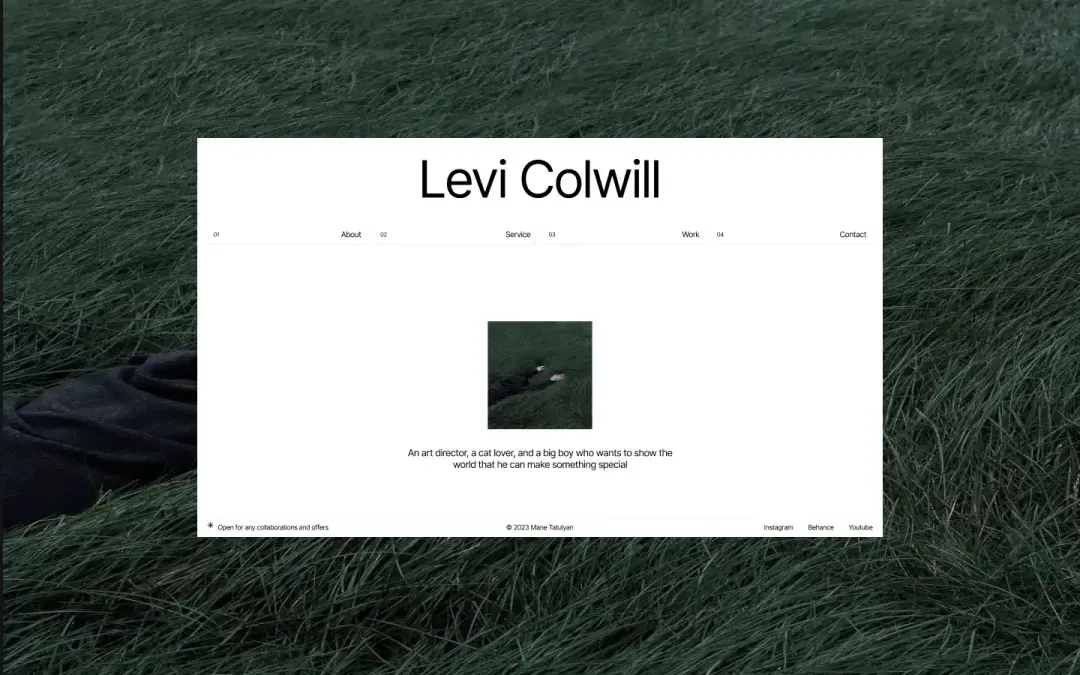 Levi Colwill
01 About 02 Service 03 Work 04 Contact
An art director, a cat lover, and a big boy who wants to show the
world that he can make something special
✳ Open for any collaborations and offers © 2023 Mane Tatulyan Instagram Behance Youtube